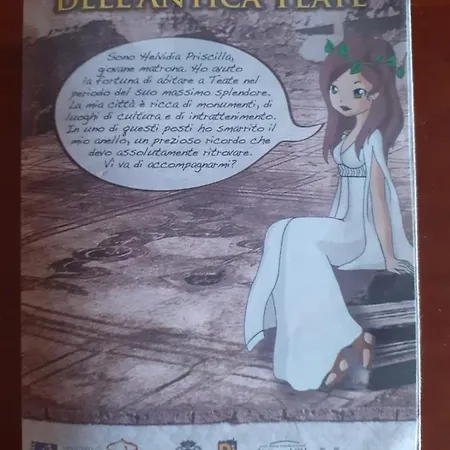 DELL'ANTICA TEATE
Sono Helvidia Priscilla,
giovane matrona. Ho avuto
la fortuna di abitare a Teate nel
periodo del suo massimo splendore.
La mia città è ricca di monumenti, di
luoghi di cultura e di intrattenimento.
In uno di questi posti ho smarrito il
mio anello, un prezioso ricordo che
devo assolutamente ritrovare.
Vi va di accompagnarmi?